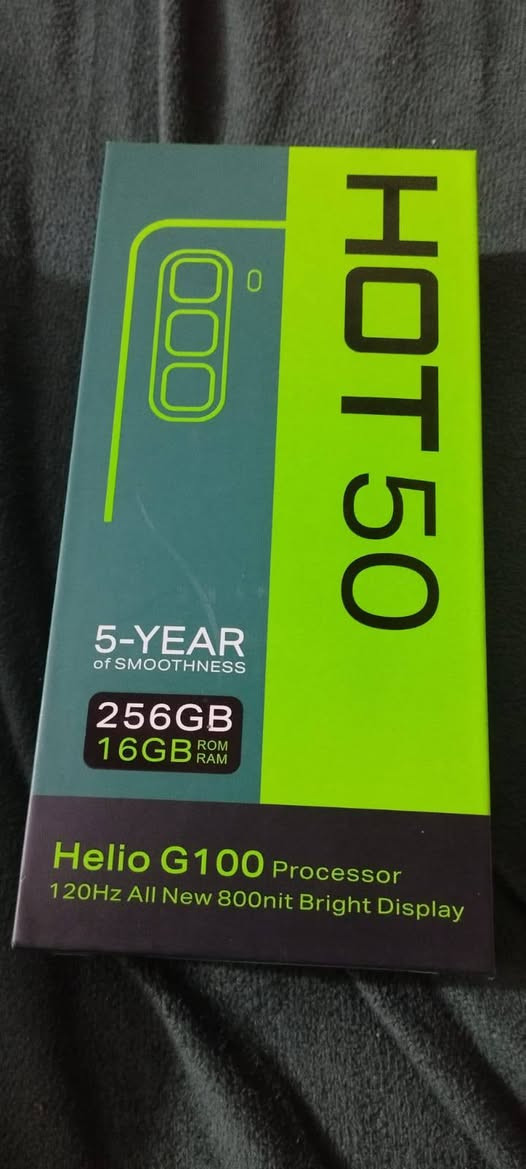 HOT 50
5-YEAR
of SMOOTHNESS
256GB ROM
16GB RAM
Helio G100 Processor
120Hz All New 800nit Bright Display